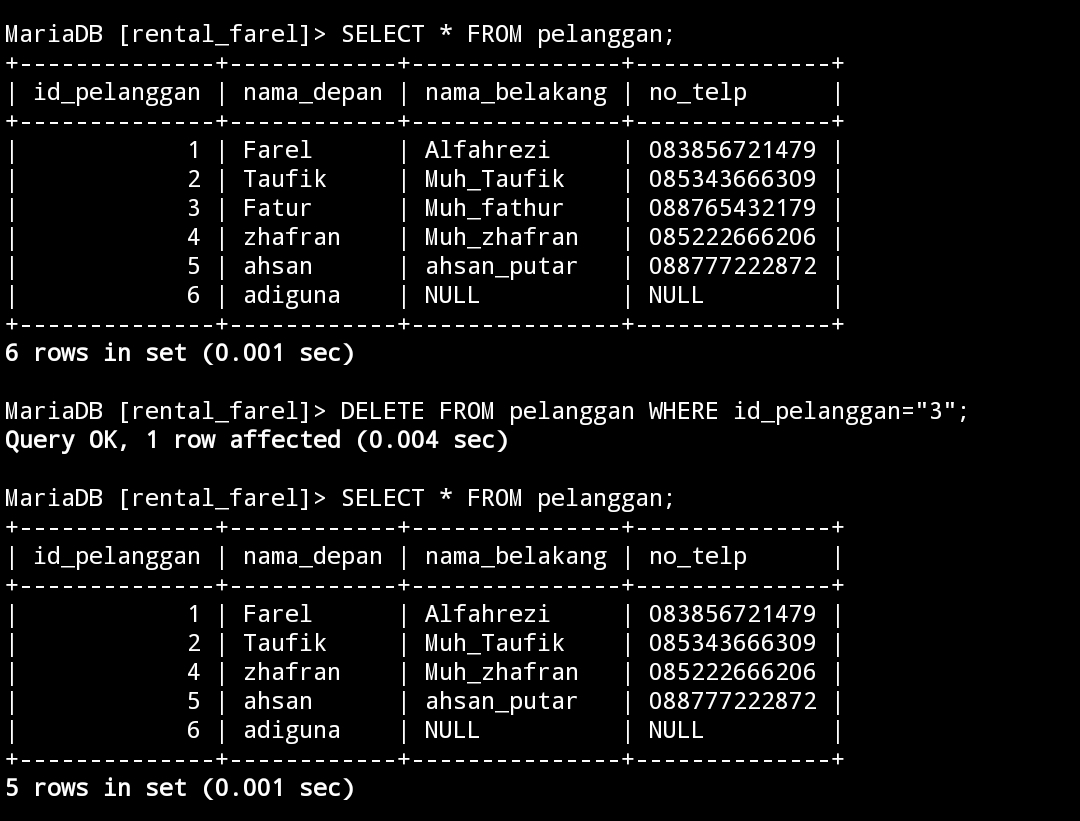 MariaDB [rental_farel]> SELECT * FROM pelanggan;
+--------------+------------+---------------+--------------+
| id_pelanggan | nama_depan | nama_belakang | no_telp      |
+--------------+------------+---------------+--------------+
|            1 | Farel      | Alfahrezi     | 083856721479 |
|            2 | Taufik     | Muh_Taufik    | 085343666309 |
|            3 | Fatur      | Muh_fathur    | 088765432179 |
|            4 | zhafran    | Muh_zhafran   | 085222666206 |
|            5 | ahsan      | ahsan_putar   | 088777222872 |
|            6 | adiguna    | NULL          | NULL         |
+--------------+------------+---------------+--------------+
6 rows in set (0.001 sec)

MariaDB [rental_farel]> DELETE FROM pelanggan WHERE id_pelanggan="3";
Query OK, 1 row affected (0.004 sec)

MariaDB [rental_farel]> SELECT * FROM pelanggan;
+--------------+------------+---------------+--------------+
| id_pelanggan | nama_depan | nama_belakang | no_telp      |
+--------------+------------+---------------+--------------+
|            1 | Farel      | Alfahrezi     | 083856721479 |
|            2 | Taufik     | Muh_Taufik    | 085343666309 |
|            4 | zhafran    | Muh_zhafran   | 085222666206 |
|            5 | ahsan      | ahsan_putar   | 088777222872 |
|            6 | adiguna    | NULL          | NULL         |
+--------------+------------+---------------+--------------+
5 rows in set (0.001 sec)